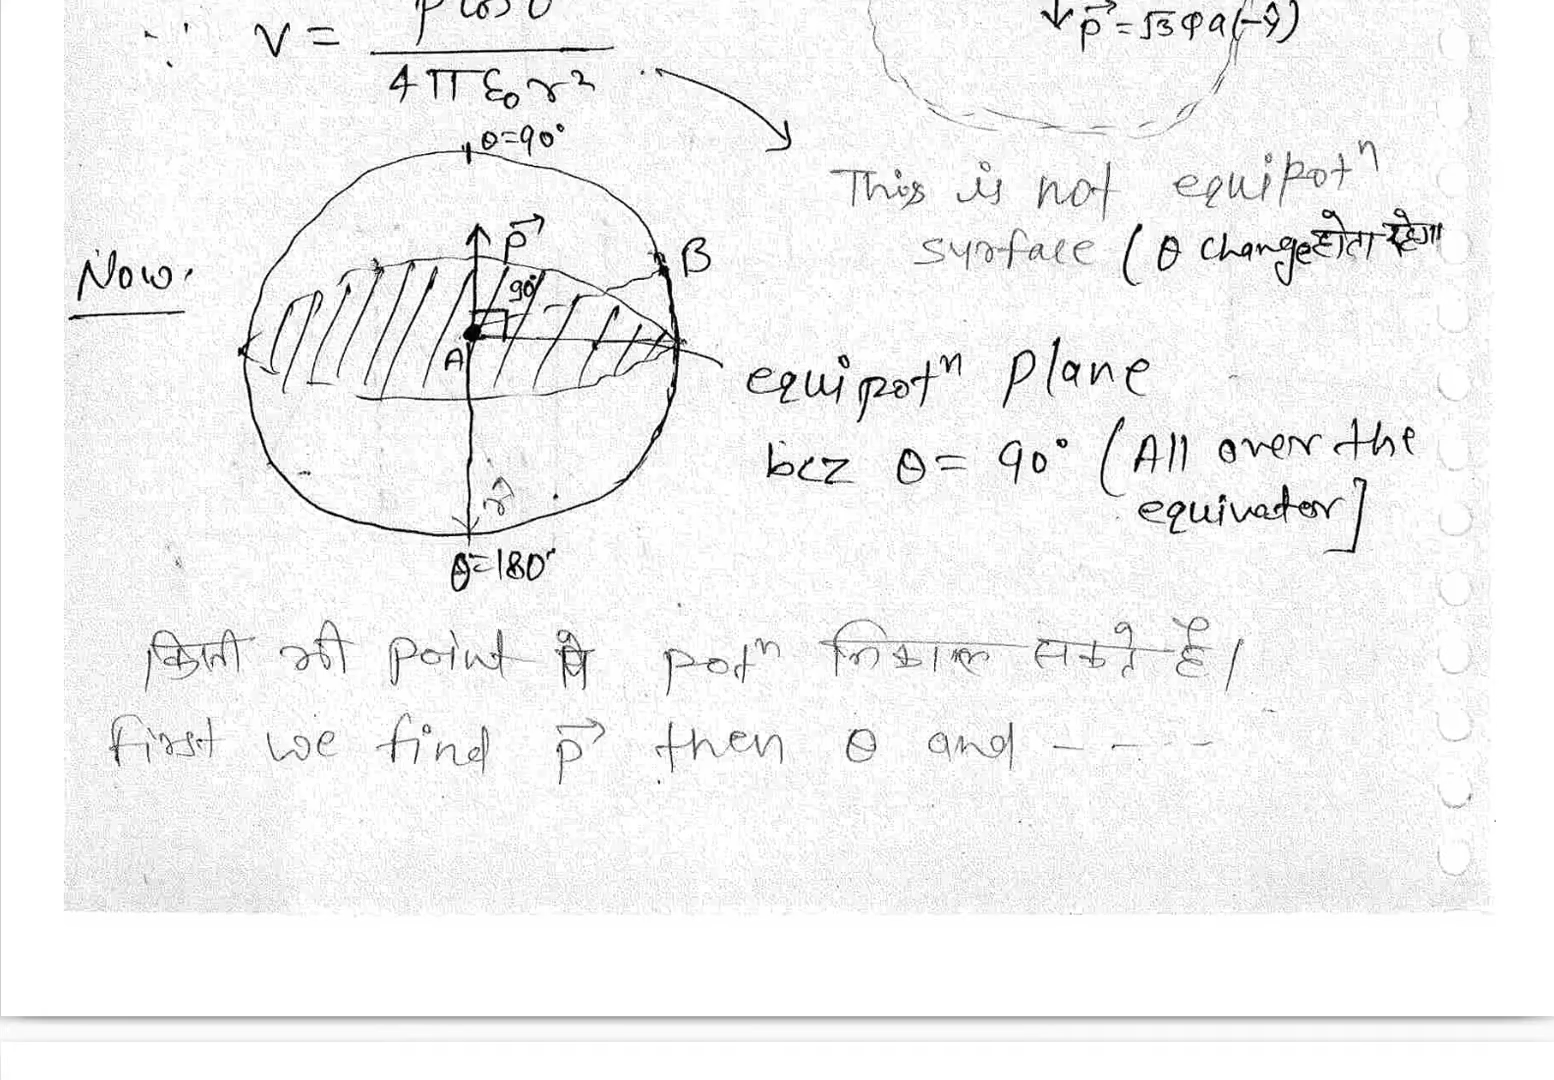 ∵ V = p cos θ / 4πε₀r²
↓ p⃗ = √3 qa(-ŷ)
θ=90°
This is not equipotⁿ
surface (θ change होता रहेगा
Now.
p⃗
90°
B
A
equipotⁿ plane
bcz θ = 90° (All over the
equivator]
r⃗
θ=180°
किसी भी point पे potⁿ निकाल सकते है।
first we find p⃗ then θ and - - - -